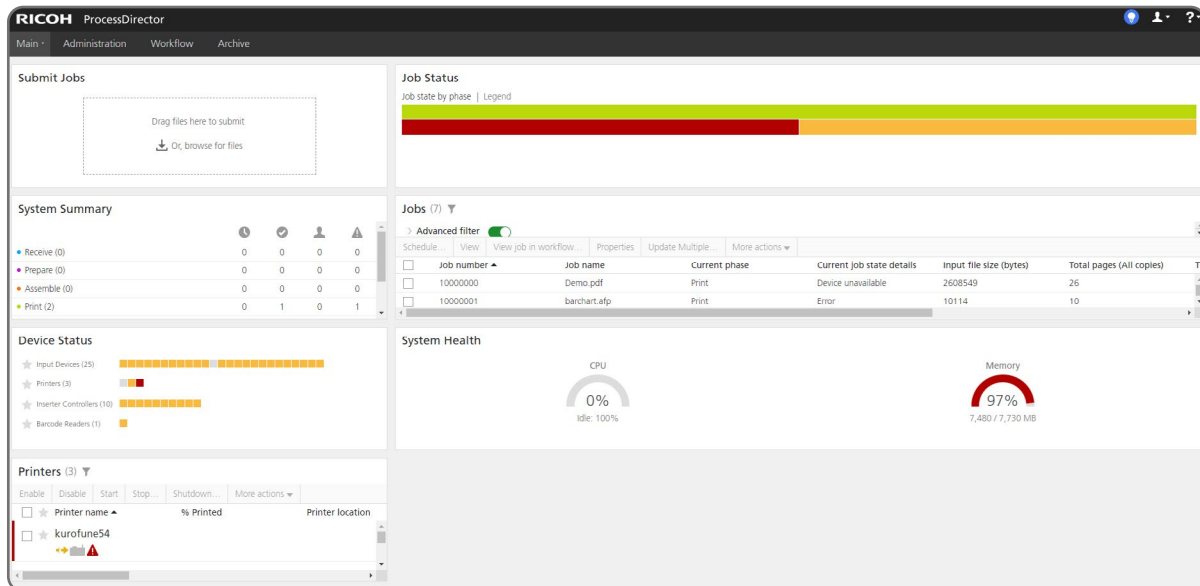 RICOH ProcessDirector
?
Main Administration Workflow Archive
Submit Jobs
Drag files here to submit
Or, browse for files
Job Status
Job state by phase | Legend
System Summary
Receive (0) 0 0 0 0
Prepare (0) 0 0 0 0
Assemble (0) 0 0 0 0
Print (2) 0 1 0 1
Jobs (7)
Advanced filter
Schedule... View View job in workflow... Properties Update Multiple... More actions
Job number Job name Current phase Current job state details Input file size (bytes) Total pages (All copies) T
10000000 Demo.pdf Print Device unavailable 2608549 26
10000001 barchart.afp Print Error 10114 10
Device Status
Input Devices (25)
Printers (3)
Inserter Controllers (10)
Barcode Readers (1)
System Health
CPU
0%
Idle: 100%
Memory
97%
7,480 / 7,730 MB
Printers (3)
Enable Disable Start Stop... Shutdown... More actions
Printer name % Printed Printer location
kurofune54